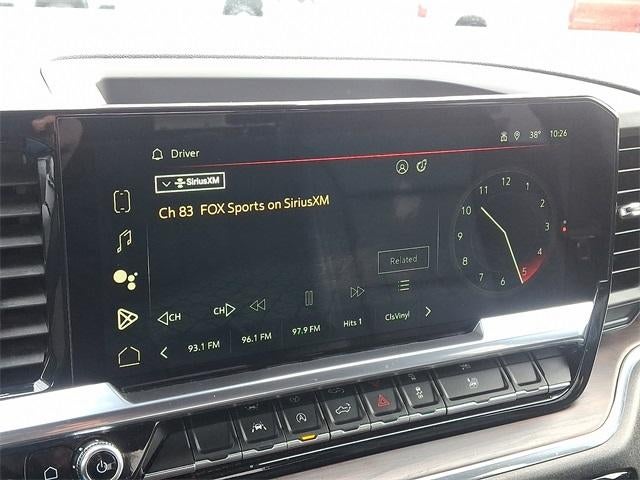 Driver
38° 10:26
SiriusXM
Ch 83 FOX Sports on SiriusXM
Related
CH CH
93.1 FM 96.1 FM 97.9 FM Hits 1 ClsVinyl
12
1
2
3
4
5
6
7
8
9
10
11